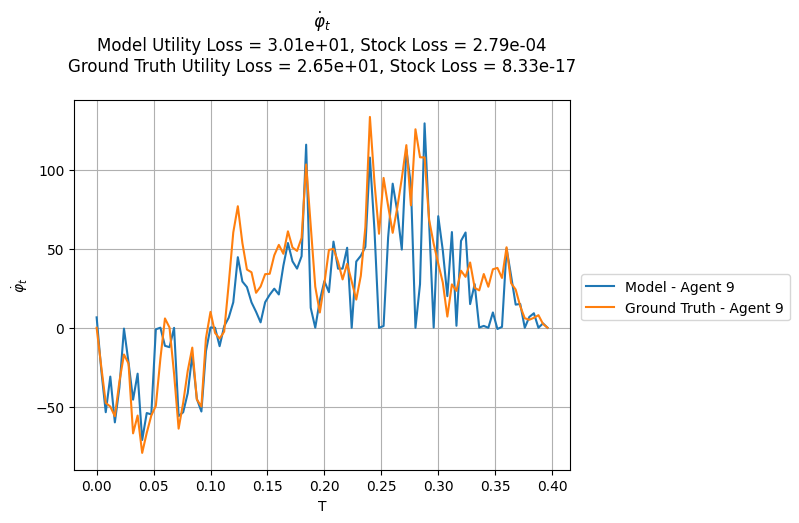 φ̇ₜ
Model Utility Loss = 3.01e+01, Stock Loss = 2.79e-04
Ground Truth Utility Loss = 2.65e+01, Stock Loss = 8.33e-17
φ̇ₜ
100
50
0
−50
0.00 0.05 0.10 0.15 0.20 0.25 0.30 0.35 0.40
T
Model - Agent 9
Ground Truth - Agent 9